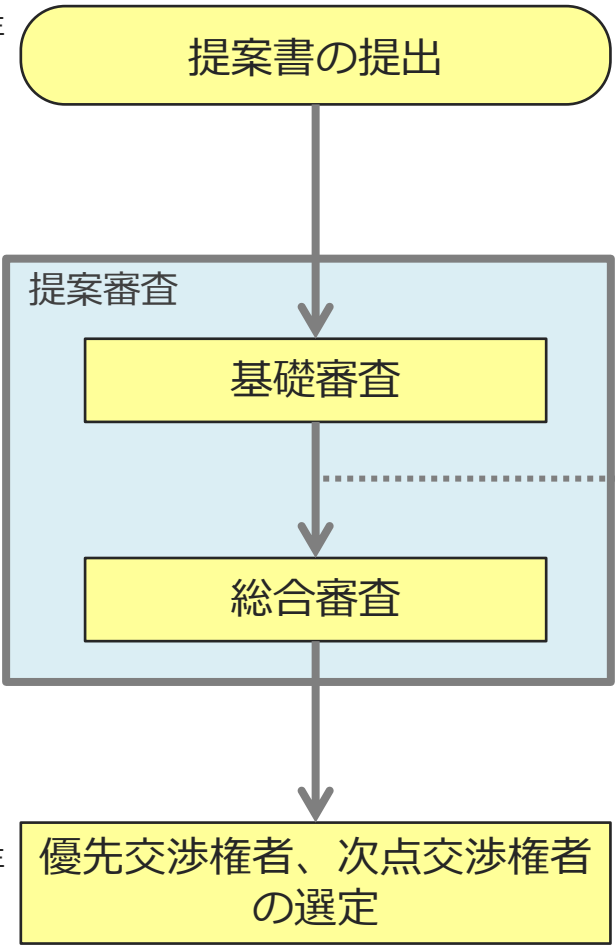 提案書の提出
提案審査
基礎審査
総合審査
優先交渉権者、次点交渉権者
の選定